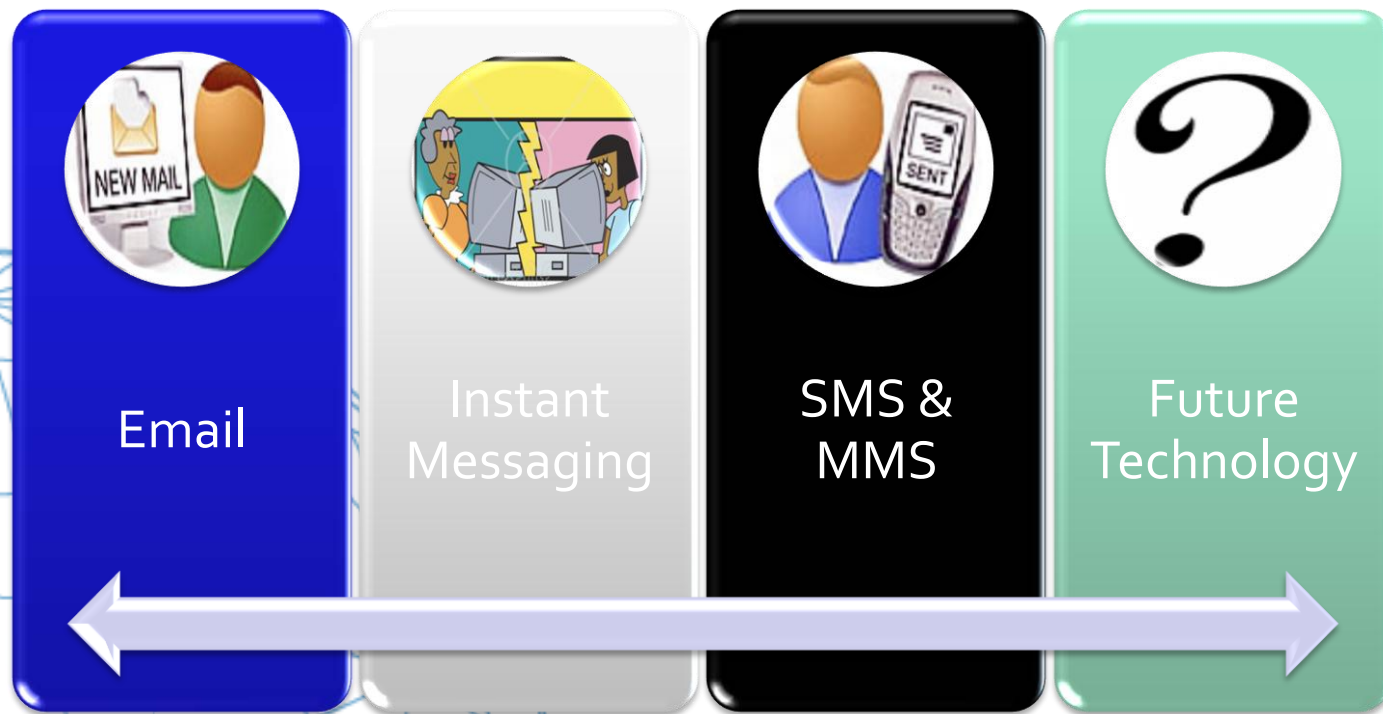 NEW MAIL
SENT
Email
Instant
Messaging
SMS &
MMS
Future
Technology
?